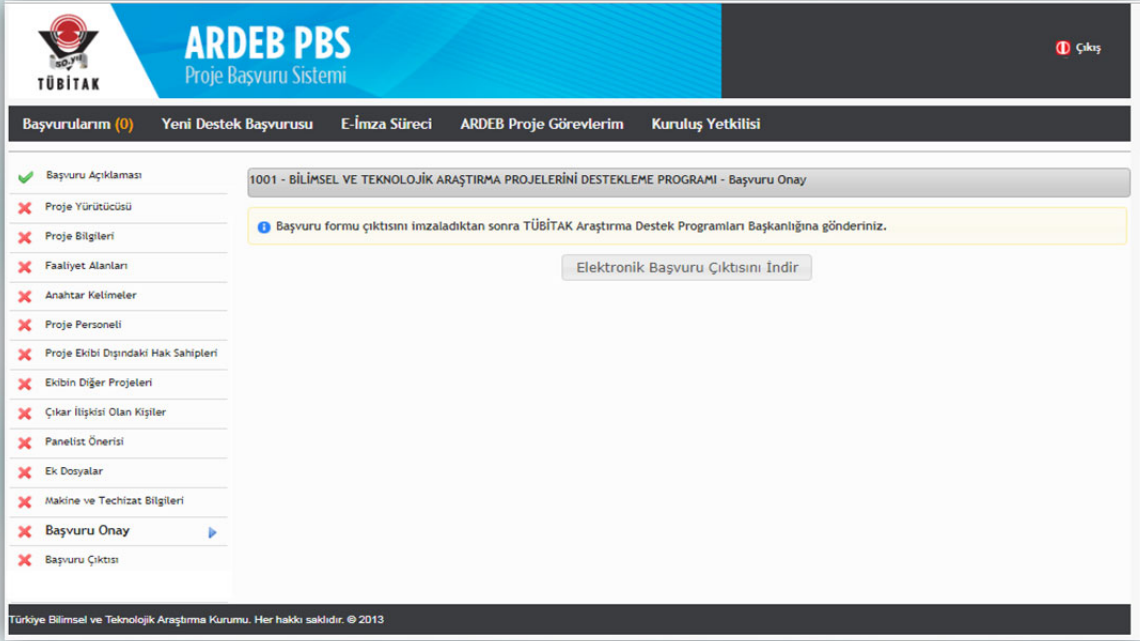 50.YIL
TÜBİTAK
ARDEB PBS
Proje Başvuru Sistemi
Çıkış
Başvurularım (0) Yeni Destek Başvurusu E-İmza Süreci ARDEB Proje Görevlerim Kuruluş Yetkilisi
Başvuru Açıklaması
Proje Yürütücüsü
Proje Bilgileri
Faaliyet Alanları
Anahtar Kelimeler
Proje Personeli
Proje Ekibi Dışındaki Hak Sahipleri
Ekibin Diğer Projeleri
Çıkar İlişkisi Olan Kişiler
Panelist Önerisi
Ek Dosyalar
Makine ve Techizat Bilgileri
Başvuru Onay
Başvuru Çıktısı
1001 - BİLİMSEL VE TEKNOLOJİK ARAŞTIRMA PROJELERİNİ DESTEKLEME PROGRAMI - Başvuru Onay
Başvuru formu çıktısını imzaladıktan sonra TÜBİTAK Araştırma Destek Programları Başkanlığına gönderiniz.
Elektronik Başvuru Çıktısını İndir
Türkiye Bilimsel ve Teknolojik Araştırma Kurumu. Her hakkı saklıdır. © 2013